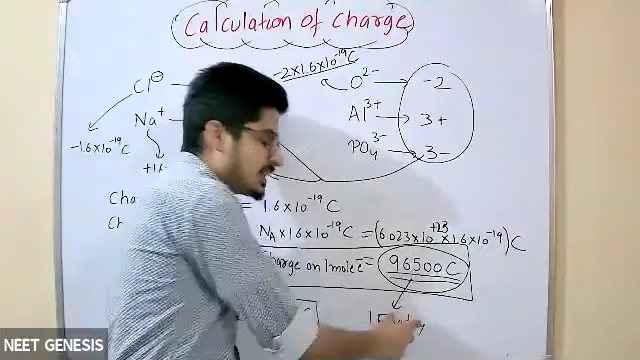 Calculation of charge
Cl⊖
-1.6×10⁻¹⁹C
Na⁺
-2×1.6×10⁻¹⁹C
O²⁻ → -2
Al³⁺ → 3+
PO₄³⁻ → 3-
= 1.6×10⁻¹⁹C
N_A×1.6×10⁻¹⁹C = (6.023×10⁺²³×1.6×10⁻¹⁹)C
charge on 1 mole e⁻ = 96500 C
NEET GENESIS